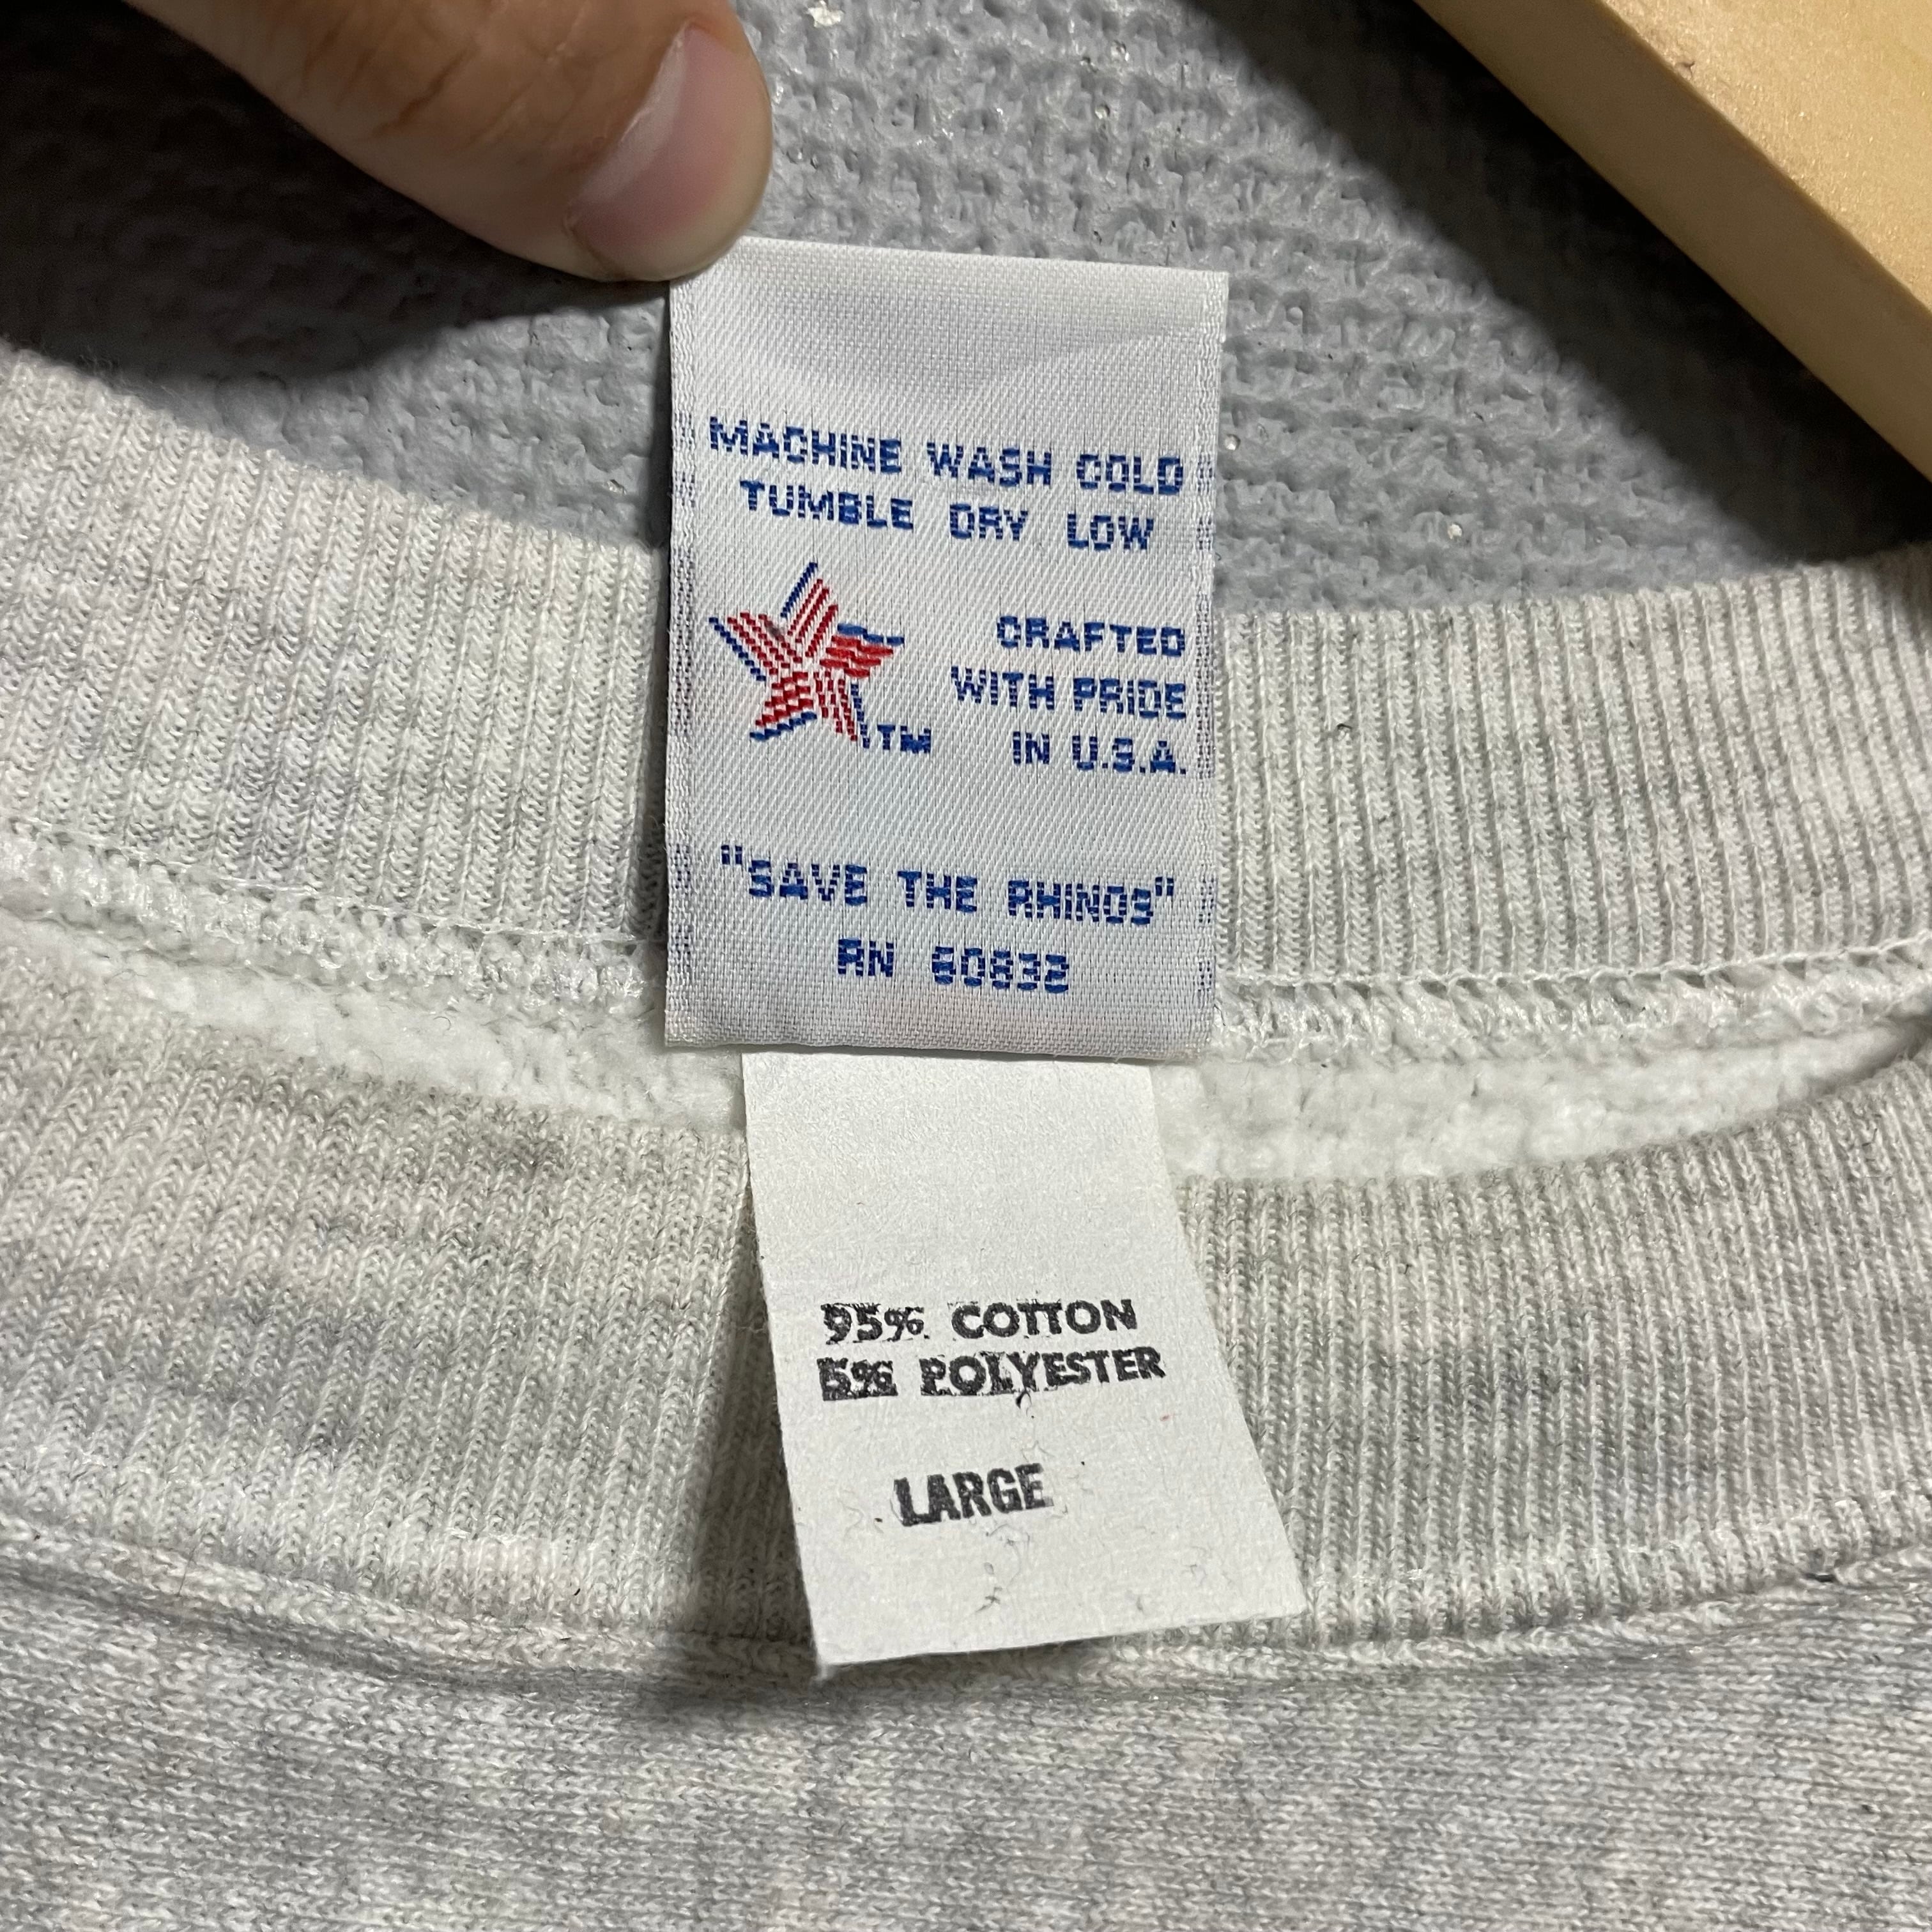 MACHINE WASH COLD
TUMBLE DRY LOW
CRAFTED
WITH PRIDE
IN U.S.A.
TM
"SAVE THE RHINOS"
RN 60832
95% COTTON
5% POLYESTER
LARGE